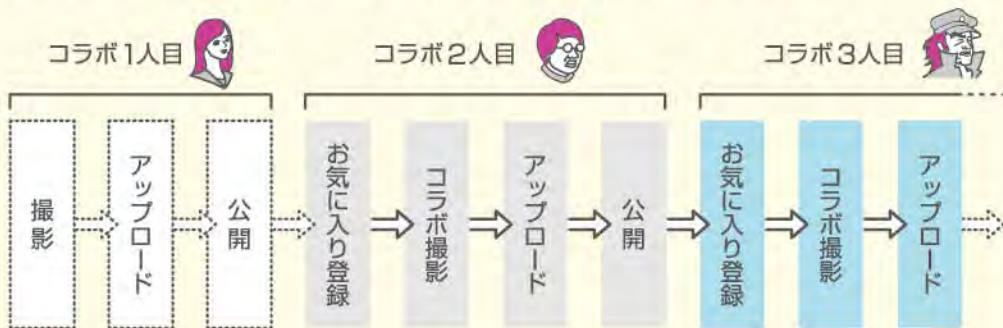 コラボ1人目
コラボ2人目
コラボ3人目
撮影
アップロード
公開
お気に入り登録
コラボ撮影
アップロード
公開
お気に入り登録
コラボ撮影
アップロード